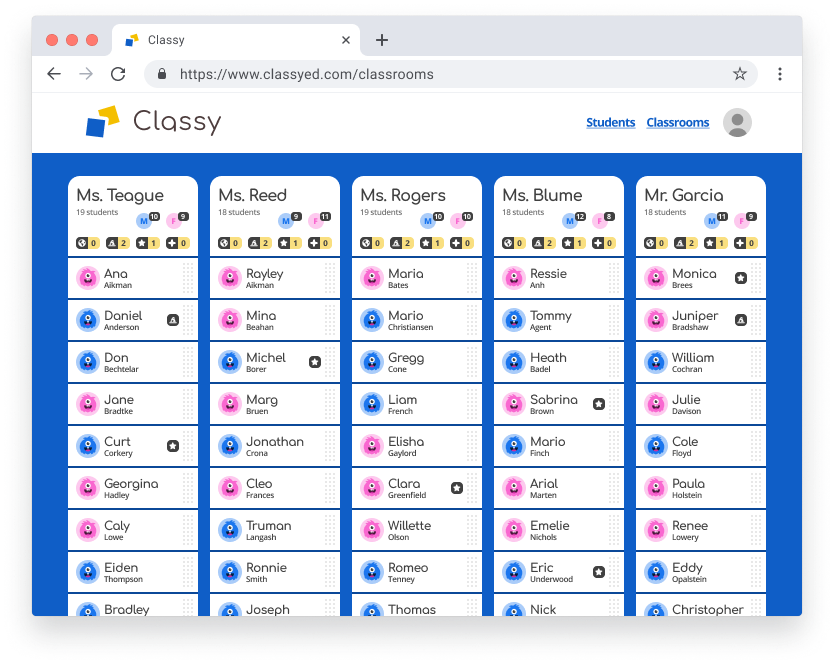 Classy
https://www.classyed.com/classrooms
Classy
Students Classrooms
Ms. Teague
19 students
M 10 F 9
0 2 1 0
Ana
Aikman
Daniel
Anderson
Don
Bechtelar
Jane
Bradtke
Curt
Corkery
Georgina
Hadley
Caly
Lowe
Eiden
Thompson
Bradley
Ms. Reed
18 students
M 9 F 11
0 2 1 0
Rayley
Aikman
Mina
Beahan
Michel
Borer
Marg
Bruen
Jonathan
Crona
Cleo
Frances
Truman
Langash
Ronnie
Smith
Joseph
Ms. Rogers
19 students
M 10 F 10
0 2 1 0
Maria
Bates
Mario
Christiansen
Gregg
Cone
Liam
French
Elisha
Gaylord
Clara
Greenfield
Willette
Olson
Romeo
Tenney
Thomas
Ms. Blume
18 students
M 12 F 8
0 2 1 0
Ressie
Anh
Tommy
Agent
Heath
Badel
Sabrina
Brown
Mario
Finch
Arial
Marten
Emelie
Nichols
Eric
Underwood
Nick
Mr. Garcia
18 students
M 11 F 9
0 2 1 0
Monica
Brees
Juniper
Bradshaw
William
Cochran
Julie
Davison
Cole
Floyd
Paula
Holstein
Renee
Lowery
Eddy
Opalstein
Christopher